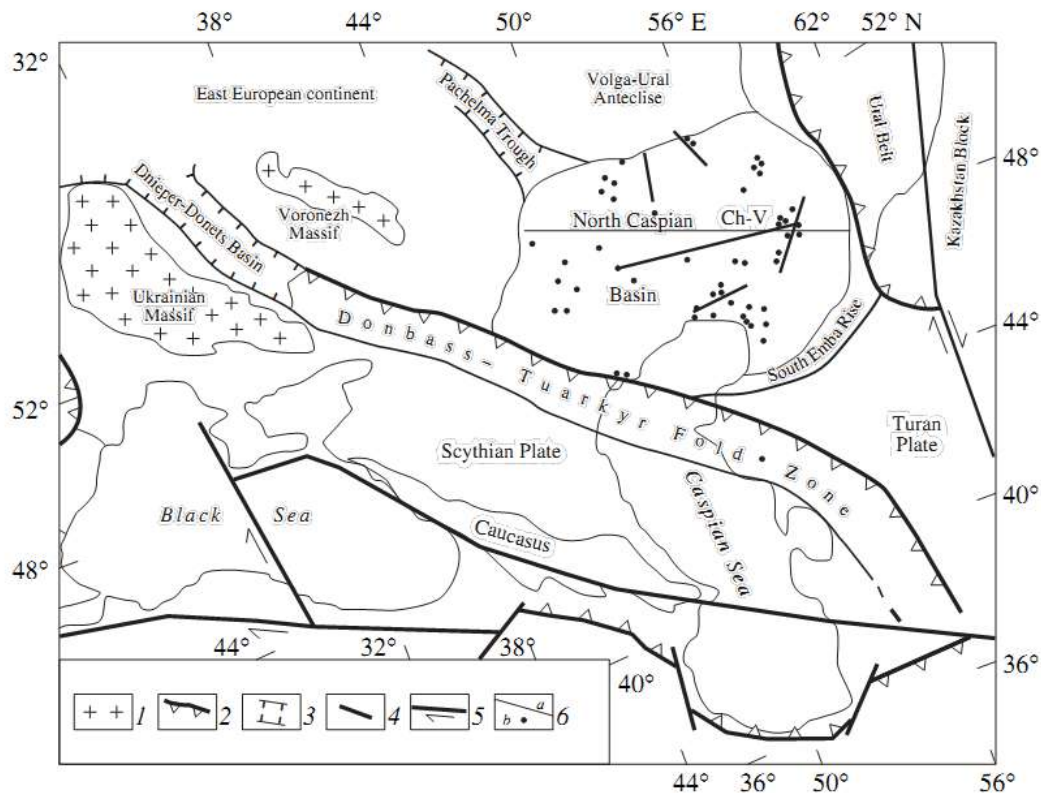 38° 44° 50° 56° E 62° 52° N
32°
East European continent
Volga-Ural
Anteclise
Pachelma Trough
Ural Belt
Kazakhstan Block
48°
Dnieper-Donets Basin
Voronezh
Massif
North Caspian
Ch-V
Basin
Ukrainian
Massif
44°
South Emba Rise
Donbass–Tuarkyr Fold Zone
52°
Turan
Plate
Scythian Plate
40°
Black Sea
Caspian Sea
Caucasus
48°
44° 32° 38°
40°
36°
1 2 3 4 5 a b 6
44° 36° 50° 56°